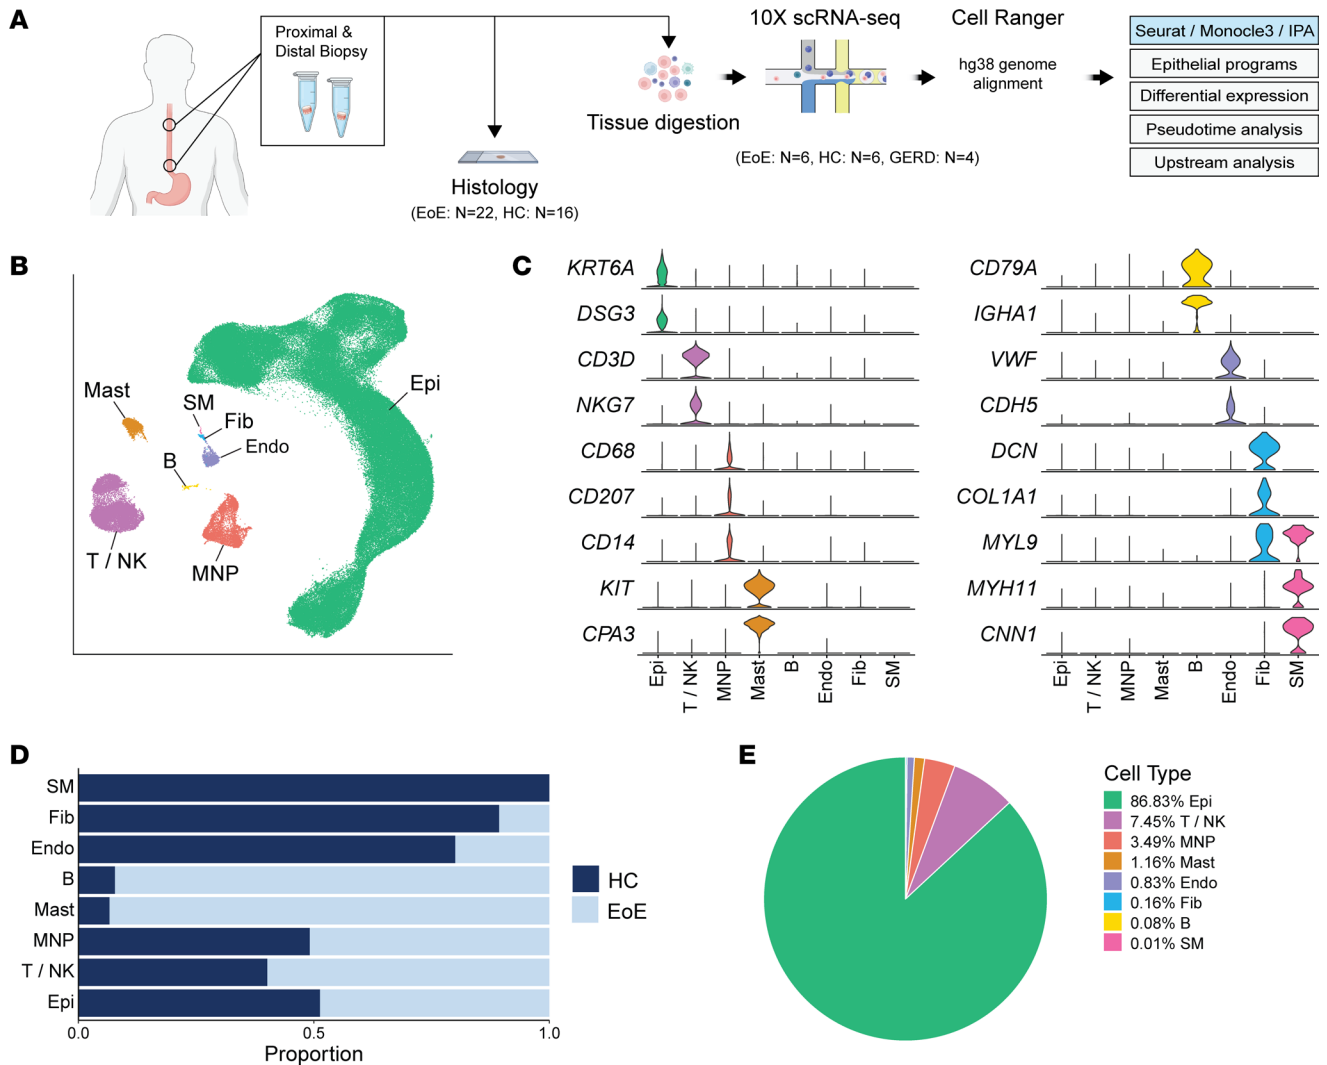 A
Proximal &
Distal Biopsy
Histology
(EoE: N=22, HC: N=16)
Tissue digestion
10X scRNA-seq
(EoE: N=6, HC: N=6, GERD: N=4)
Cell Ranger
hg38 genome
alignment
Seurat / Monocle3 / IPA
Epithelial programs
Differential expression
Pseudotime analysis
Upstream analysis
B
Epi
Mast
SM
Fib
Endo
B
T / NK
MNP
C
KRT6A
DSG3
CD3D
NKG7
CD68
CD207
CD14
KIT
CPA3
Epi
T / NK
MNP
Mast
B
Endo
Fib
SM
CD79A
IGHA1
VWF
CDH5
DCN
COL1A1
MYL9
MYH11
CNN1
Epi
T / NK
MNP
Mast
B
Endo
Fib
SM
D
SM
Fib
Endo
B
Mast
MNP
T / NK
Epi
0.0
0.5
1.0
Proportion
HC
EoE
E
Cell Type
86.83% Epi
7.45% T / NK
3.49% MNP
1.16% Mast
0.83% Endo
0.16% Fib
0.08% B
0.01% SM